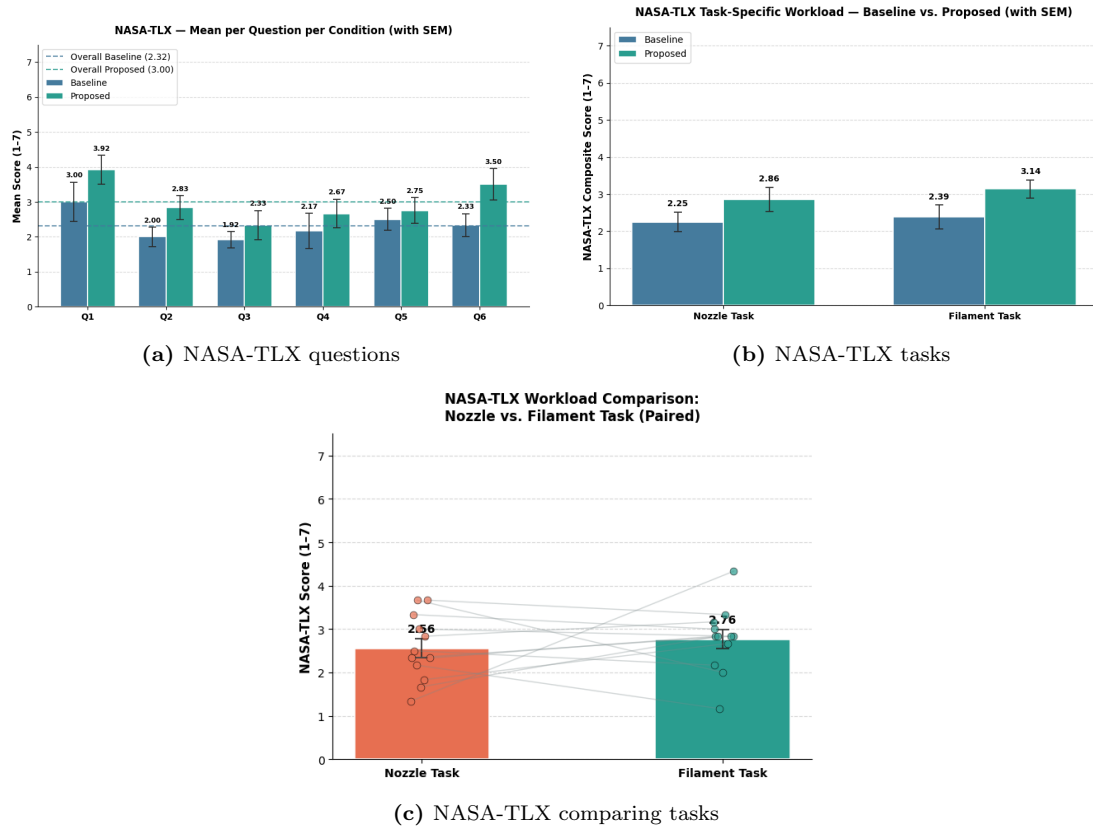 NASA-TLX — Mean per Question per Condition (with SEM)
Mean Score (1–7)
7
6
5
4
3
2
1
0
Overall Baseline (2.32)
Overall Proposed (3.00)
Baseline
Proposed
3.00
3.92
2.00
2.83
1.92
2.33
2.17
2.67
2.50
2.75
2.33
3.50
Q1 Q2 Q3 Q4 Q5 Q6
(a) NASA-TLX questions
NASA-TLX Task-Specific Workload — Baseline vs. Proposed (with SEM)
NASA-TLX Composite Score (1–7)
7
6
5
4
3
2
1
0
Baseline
Proposed
2.25
2.86
2.39
3.14
Nozzle Task Filament Task
(b) NASA-TLX tasks
NASA-TLX Workload Comparison:
Nozzle vs. Filament Task (Paired)
NASA-TLX Score (1–7)
7
6
5
4
3
2
1
0
2.56
2.76
Nozzle Task Filament Task
(c) NASA-TLX comparing tasks